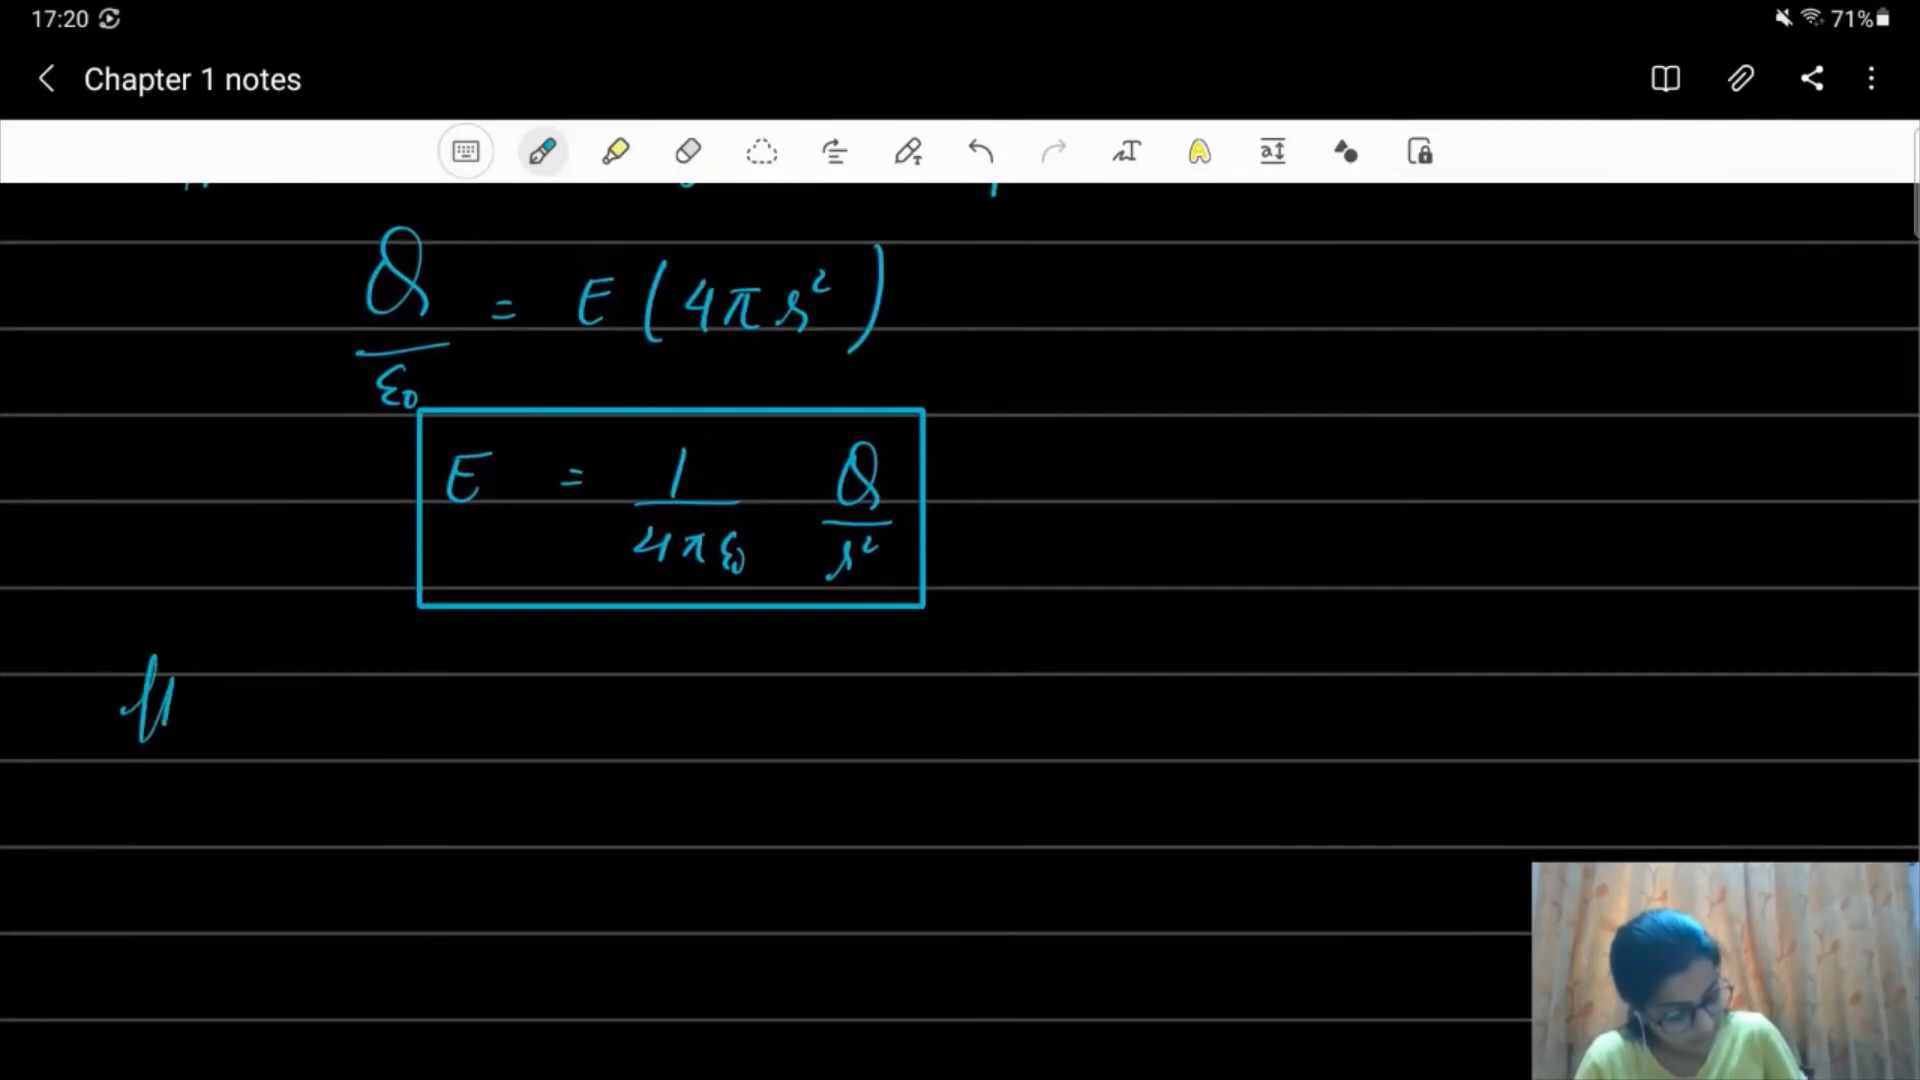 17:20 71%
Chapter 1 notes
Q/ε₀ = E(4πr²)
E = 1/4πε₀ Q/r²